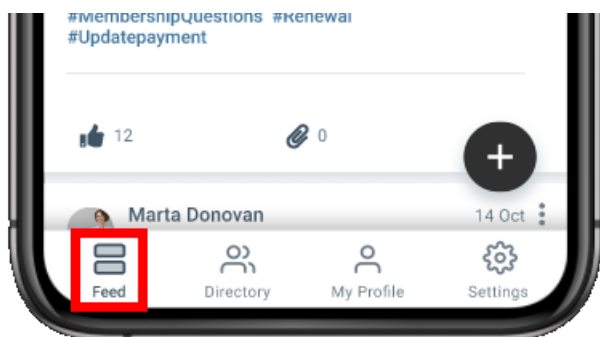 #MembershipQuestions #Renewal
#Updatepayment
12 0
+
Marta Donovan 14 Oct
Feed Directory My Profile Settings